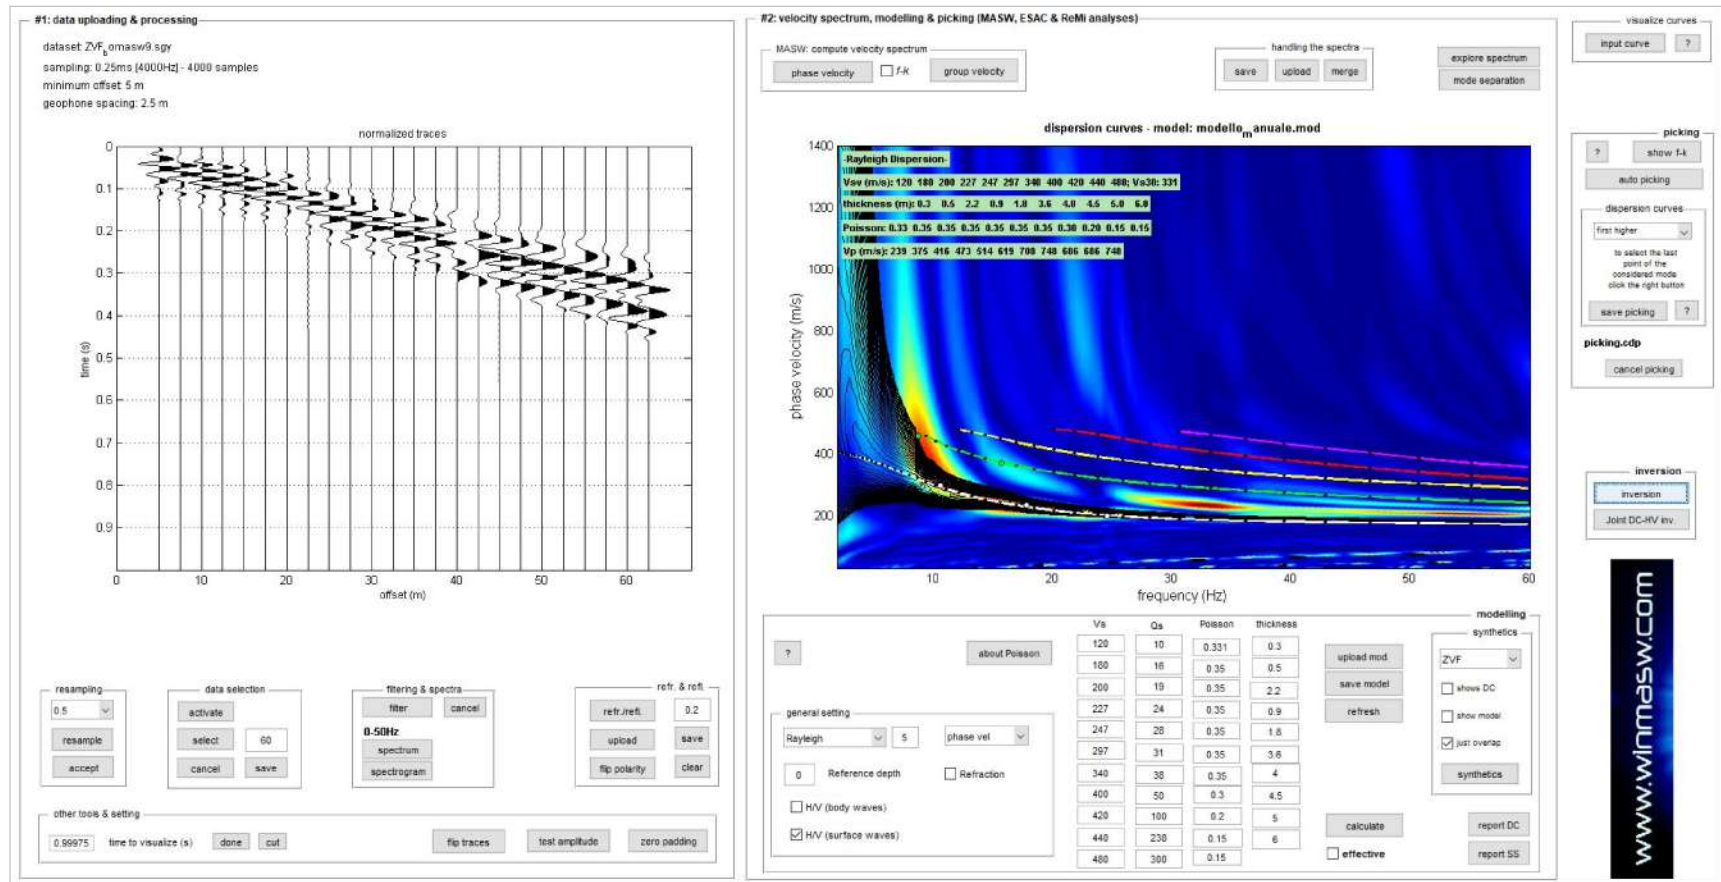 #1: data uploading & processing
dataset: ZVFbomasw9.sgy
sampling: 0.25ms (4000Hz) - 4000 samples
minimum offset: 5 m
geophone spacing: 2.5 m
normalized traces
0
0.1
0.2
0.3
0.4
0.5
0.6
0.7
0.8
0.9
time (s)
0 10 20 30 40 50 60
offset (m)
resampling
0.5
resample
accept
data selection
activate
select 60
cancel save
filtering & spectra
filter cancel
0-50Hz
spectrum
spectrogram
refr. & refl.
refr./refl. 0.2
upload save
flip polarity clear
other tools & setting
0.99975 time to visualize (s) done cut flip traces test amplitude zero padding
#2: velocity spectrum, modelling & picking (MASW, ESAC & ReMi analyses)
MASW: compute velocity spectrum
phase velocity f-k group velocity
handling the spectra
save upload merge
explore spectrum
mode separation
dispersion curves - model: modellomanuale.mod
-Rayleigh Dispersion-
Vsv (m/s): 120 180 200 227 247 297 340 400 420 440 480; Vs30: 331
thickness (m): 0.3 0.5 2.2 0.9 1.8 3.6 4.0 4.5 5.0 6.0
Poisson: 0.33 0.35 0.35 0.35 0.35 0.35 0.35 0.30 0.20 0.15 0.15
Vp (m/s): 239 375 416 473 514 619 708 748 686 686 748
1400
1200
1000
800
600
400
200
phase velocity (m/s)
10 20 30 40 50 60
frequency (Hz)
modelling
?
about Poisson
general setting
Rayleigh 5 phase vel
0 Reference depth Refraction
H/V (body waves)
H/V (surface waves)
Vs Qs Poisson thickness
120 10 0.331 0.3
180 16 0.35 0.5
200 19 0.35 2.2
227 24 0.35 0.9
247 28 0.35 1.8
297 31 0.35 3.6
340 38 0.35 4
400 50 0.3 4.5
420 100 0.2 5
440 238 0.15 6
480 300 0.15
upload mod.
save model
refresh
calculate
effective
synthetics
ZVF
shows DC
show model
just overlap
synthetics
report DC
report SS
visualize curves
input curve ?
picking
? show f-k
auto picking
dispersion curves
first higher
to select the last
point of the
considered mode
click the right button
save picking ?
picking.cdp
cancel picking
inversion
inversion
Joint DC-HV inv.
www.winmasw.com